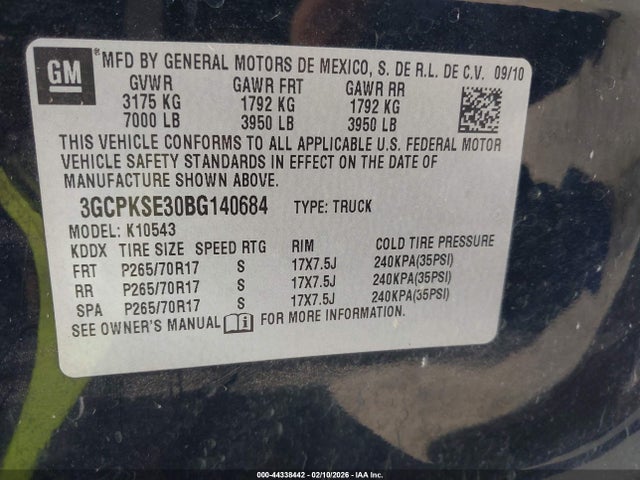 GM
® MFD BY GENERAL MOTORS DE MEXICO, S. DE R.L. DE C.V. 09/10
GVWR GAWR FRT GAWR RR
3175 KG 1792 KG 1792 KG
7000 LB 3950 LB 3950 LB
THIS VEHICLE CONFORMS TO ALL APPLICABLE U.S. FEDERAL MOTOR
VEHICLE SAFETY STANDARDS IN EFFECT ON THE DATE OF
MANUFACTURE SHOWN ABOVE.
3GCPKSE30BG140684 TYPE: TRUCK
MODEL: K10543
KDDX TIRE SIZE SPEED RTG RIM COLD TIRE PRESSURE
FRT P265/70R17 S 17X7.5J 240KPA(35PSI)
RR P265/70R17 S 17X7.5J 240KPA(35PSI)
SPA P265/70R17 S 17X7.5J 240KPA(35PSI)
SEE OWNER'S MANUAL FOR MORE INFORMATION.
000-44338442 - 02/10/2026 - IAA Inc.